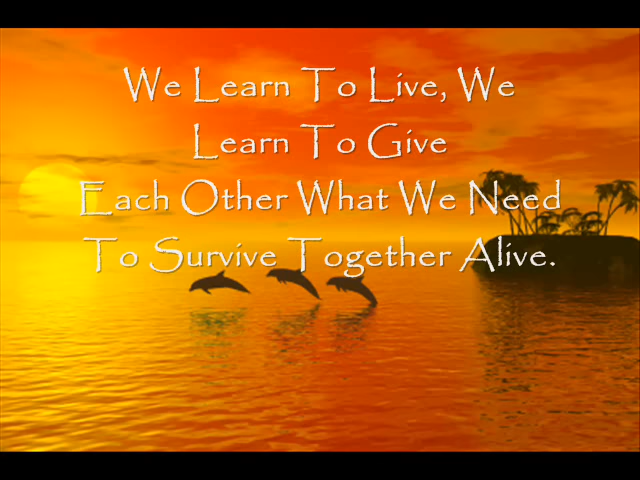 We Learn To Live, We
Learn To Give
Each Other What We Need
To Survive Together Alive.